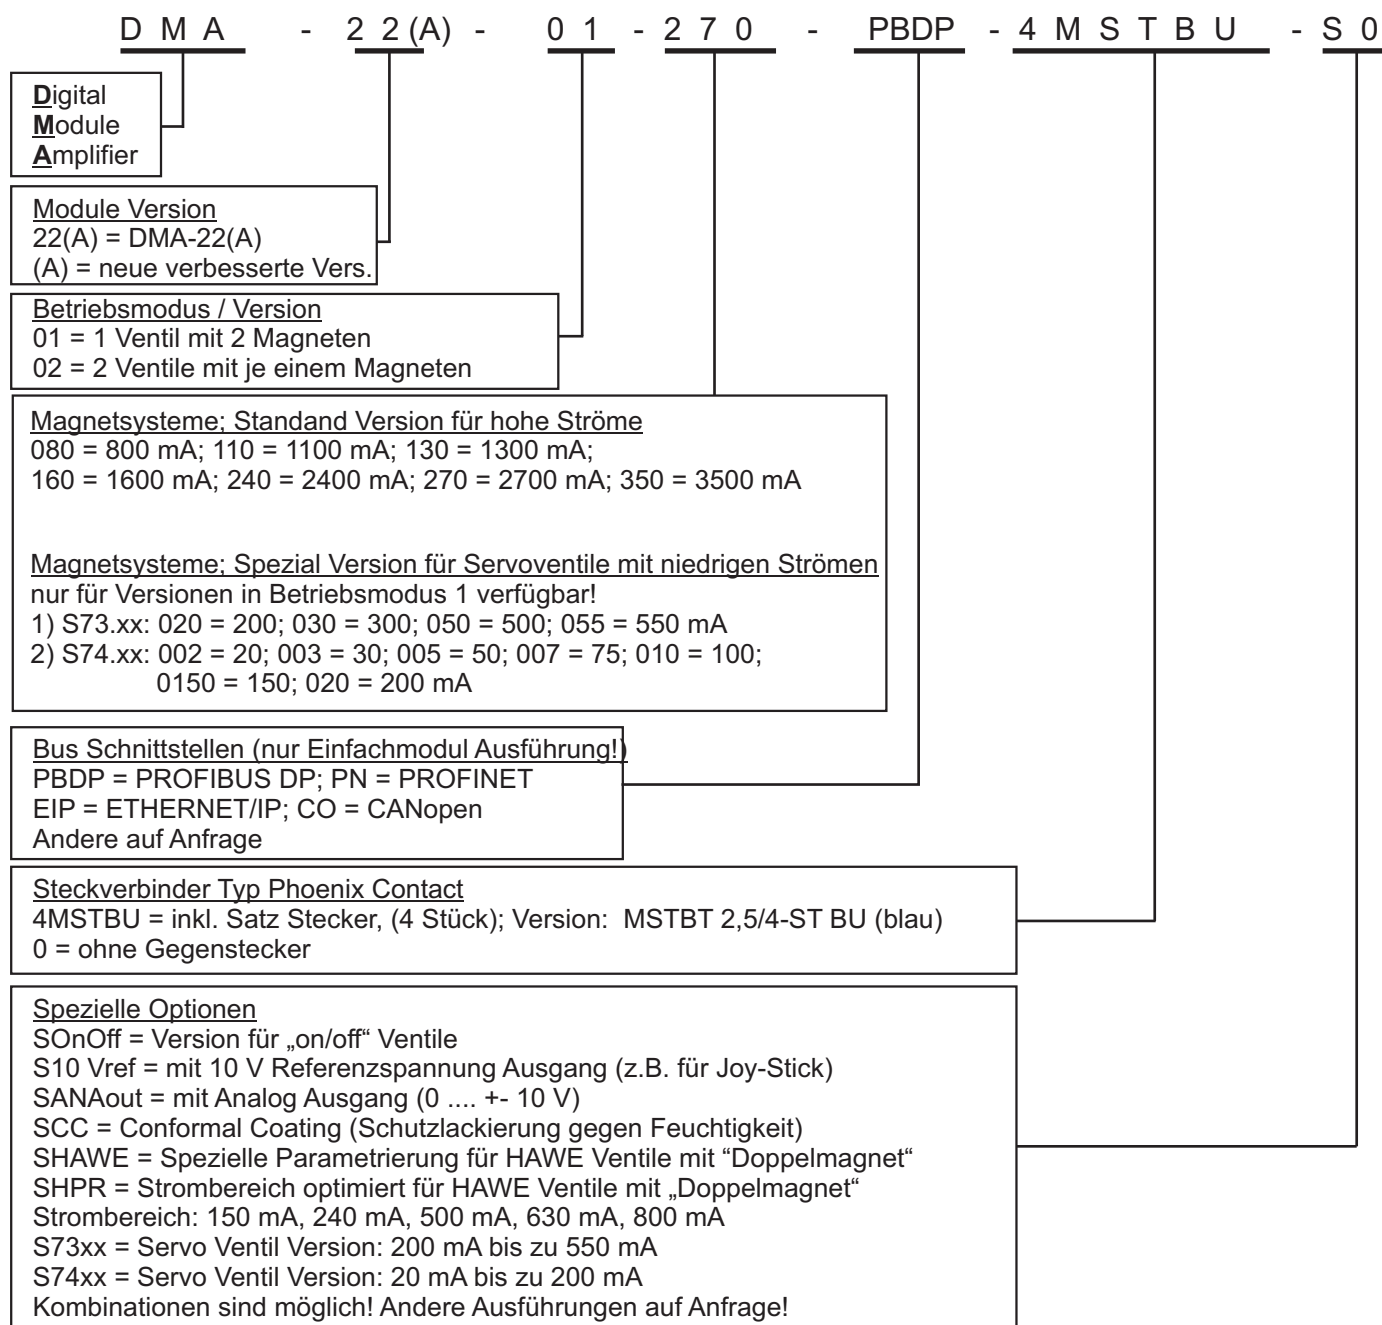 DMA - 22(A) - 01 - 270 - PBDP - 4MSTBU - S0
Digital
Module
Amplifier
Module Version
22(A) = DMA-22(A)
(A) = neue verbesserte Vers.
Betriebsmodus / Version
01 = 1 Ventil mit 2 Magneten
02 = 2 Ventile mit je einem Magneten
Magnetsysteme; Standand Version für hohe Ströme
080 = 800 mA; 110 = 1100 mA; 130 = 1300 mA;
160 = 1600 mA; 240 = 2400 mA; 270 = 2700 mA; 350 = 3500 mA
Magnetsysteme; Spezial Version für Servoventile mit niedrigen Strömen
nur für Versionen in Betriebsmodus 1 verfügbar!
1) S73.xx: 020 = 200; 030 = 300; 050 = 500; 055 = 550 mA
2) S74.xx: 002 = 20; 003 = 30; 005 = 50; 007 = 75; 010 = 100;
0150 = 150; 020 = 200 mA
Bus Schnittstellen (nur Einfachmodul Ausführung!)
PBDP = PROFIBUS DP; PN = PROFINET
EIP = ETHERNET/IP; CO = CANopen
Andere auf Anfrage
Steckverbinder Typ Phoenix Contact
4MSTBU = inkl. Satz Stecker, (4 Stück); Version: MSTBT 2,5/4-ST BU (blau)
0 = ohne Gegenstecker
Spezielle Optionen
SOnOff = Version für „on/off“ Ventile
S10 Vref = mit 10 V Referenzspannung Ausgang (z.B. für Joy-Stick)
SANAout = mit Analog Ausgang (0 .... +- 10 V)
SCC = Conformal Coating (Schutzlackierung gegen Feuchtigkeit)
SHAWE = Spezielle Parametrierung für HAWE Ventile mit “Doppelmagnet“
SHPR = Strombereich optimiert für HAWE Ventile mit „Doppelmagnet“
Strombereich: 150 mA, 240 mA, 500 mA, 630 mA, 800 mA
S73xx = Servo Ventil Version: 200 mA bis zu 550 mA
S74xx = Servo Ventil Version: 20 mA bis zu 200 mA
Kombinationen sind möglich! Andere Ausführungen auf Anfrage!